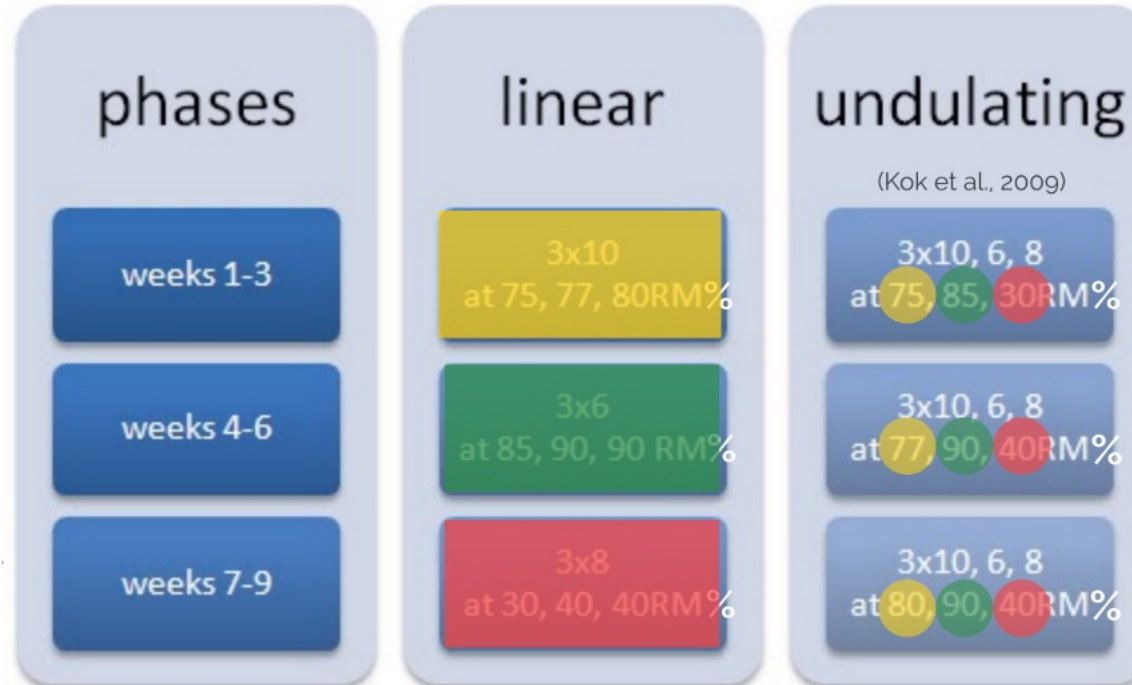 phases
weeks 1-3
weeks 4-6
weeks 7-9
linear
3x10
at 75, 77, 80RM%
3x6
at 85, 90, 90 RM%
3x8
at 30, 40, 40RM%
undulating
(Kok et al., 2009)
3x10, 6, 8
at 75, 85, 30RM%
3x10, 6, 8
at 77, 90, 40RM%
3x10, 6, 8
at 80, 90, 40RM%